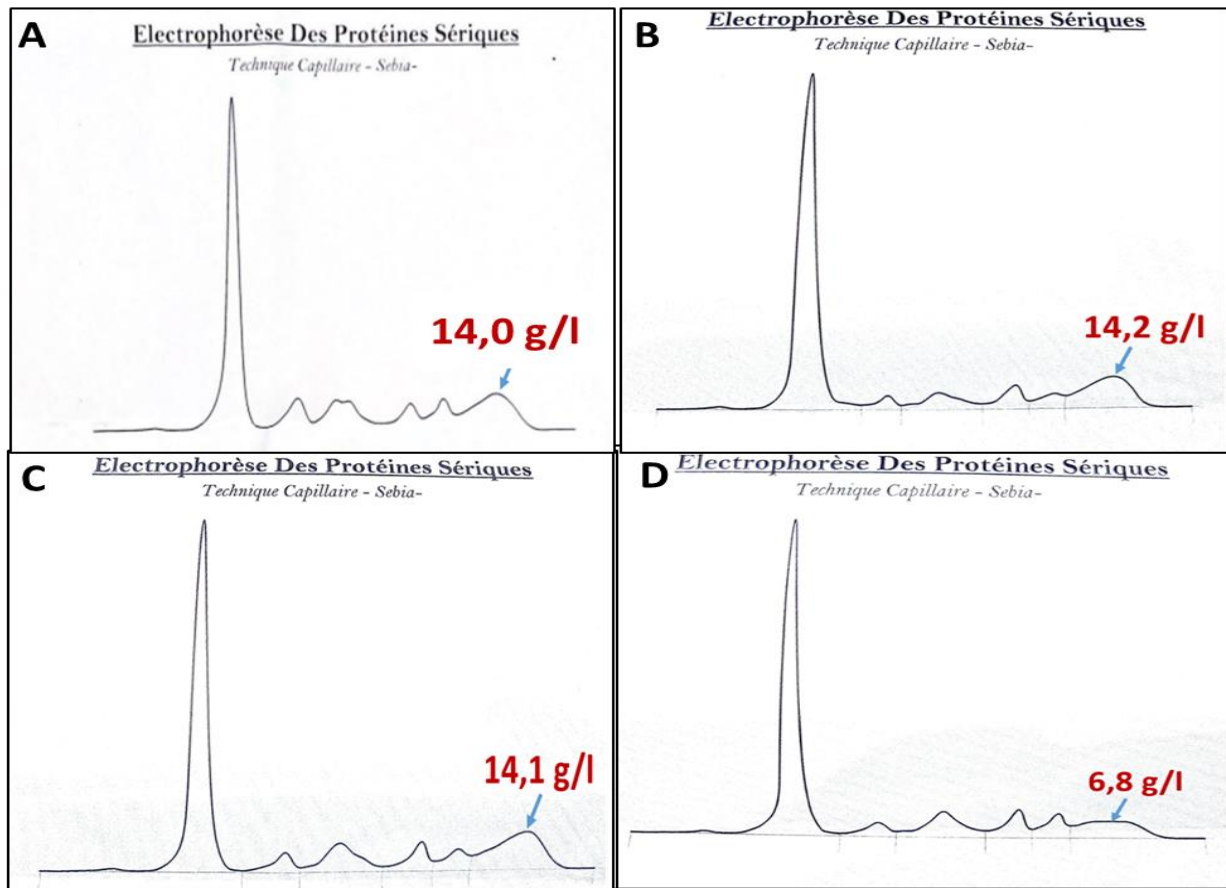 A
Electrophorèse Des Protéines Sériques
Technique Capillaire - Sebia-
14,0 g/l
B
Electrophorèse Des Protéines Sériques
Technique Capillaire - Sebia-
14,2 g/l
C
Electrophorèse Des Protéines Sériques
Technique Capillaire - Sebia-
14,1 g/l
D
Electrophorèse Des Protéines Sériques
Technique Capillaire - Sebia-
6,8 g/l